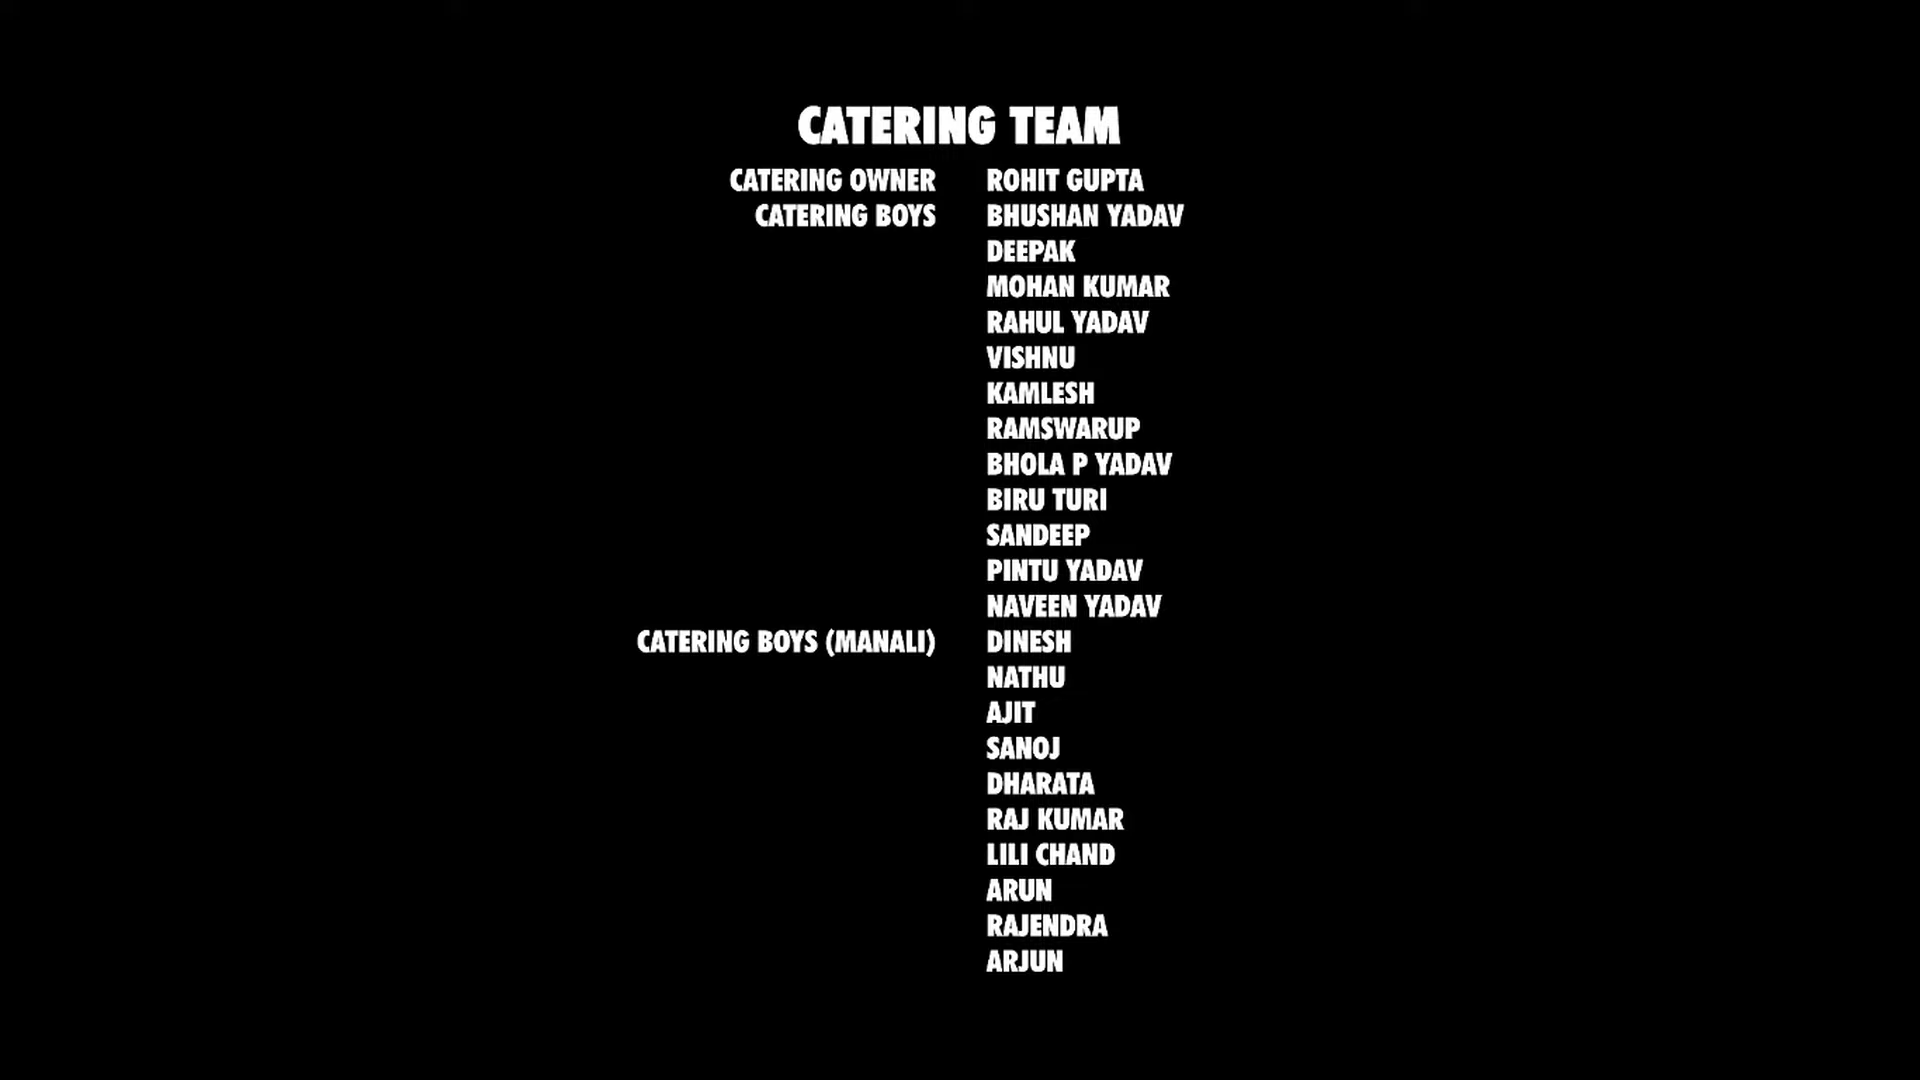 CATERING TEAM
CATERING OWNER ROHIT GUPTA
CATERING BOYS BHUSHAN YADAV
DEEPAK
MOHAN KUMAR
RAHUL YADAV
VISHNU
KAMLESH
RAMSWARUP
BHOLA P YADAV
BIRU TURI
SANDEEP
PINTU YADAV
NAVEEN YADAV
CATERING BOYS (MANALI) DINESH
NATHU
AJIT
SANOJ
DHARATA
RAJ KUMAR
LILI CHAND
ARUN
RAJENDRA
ARJUN